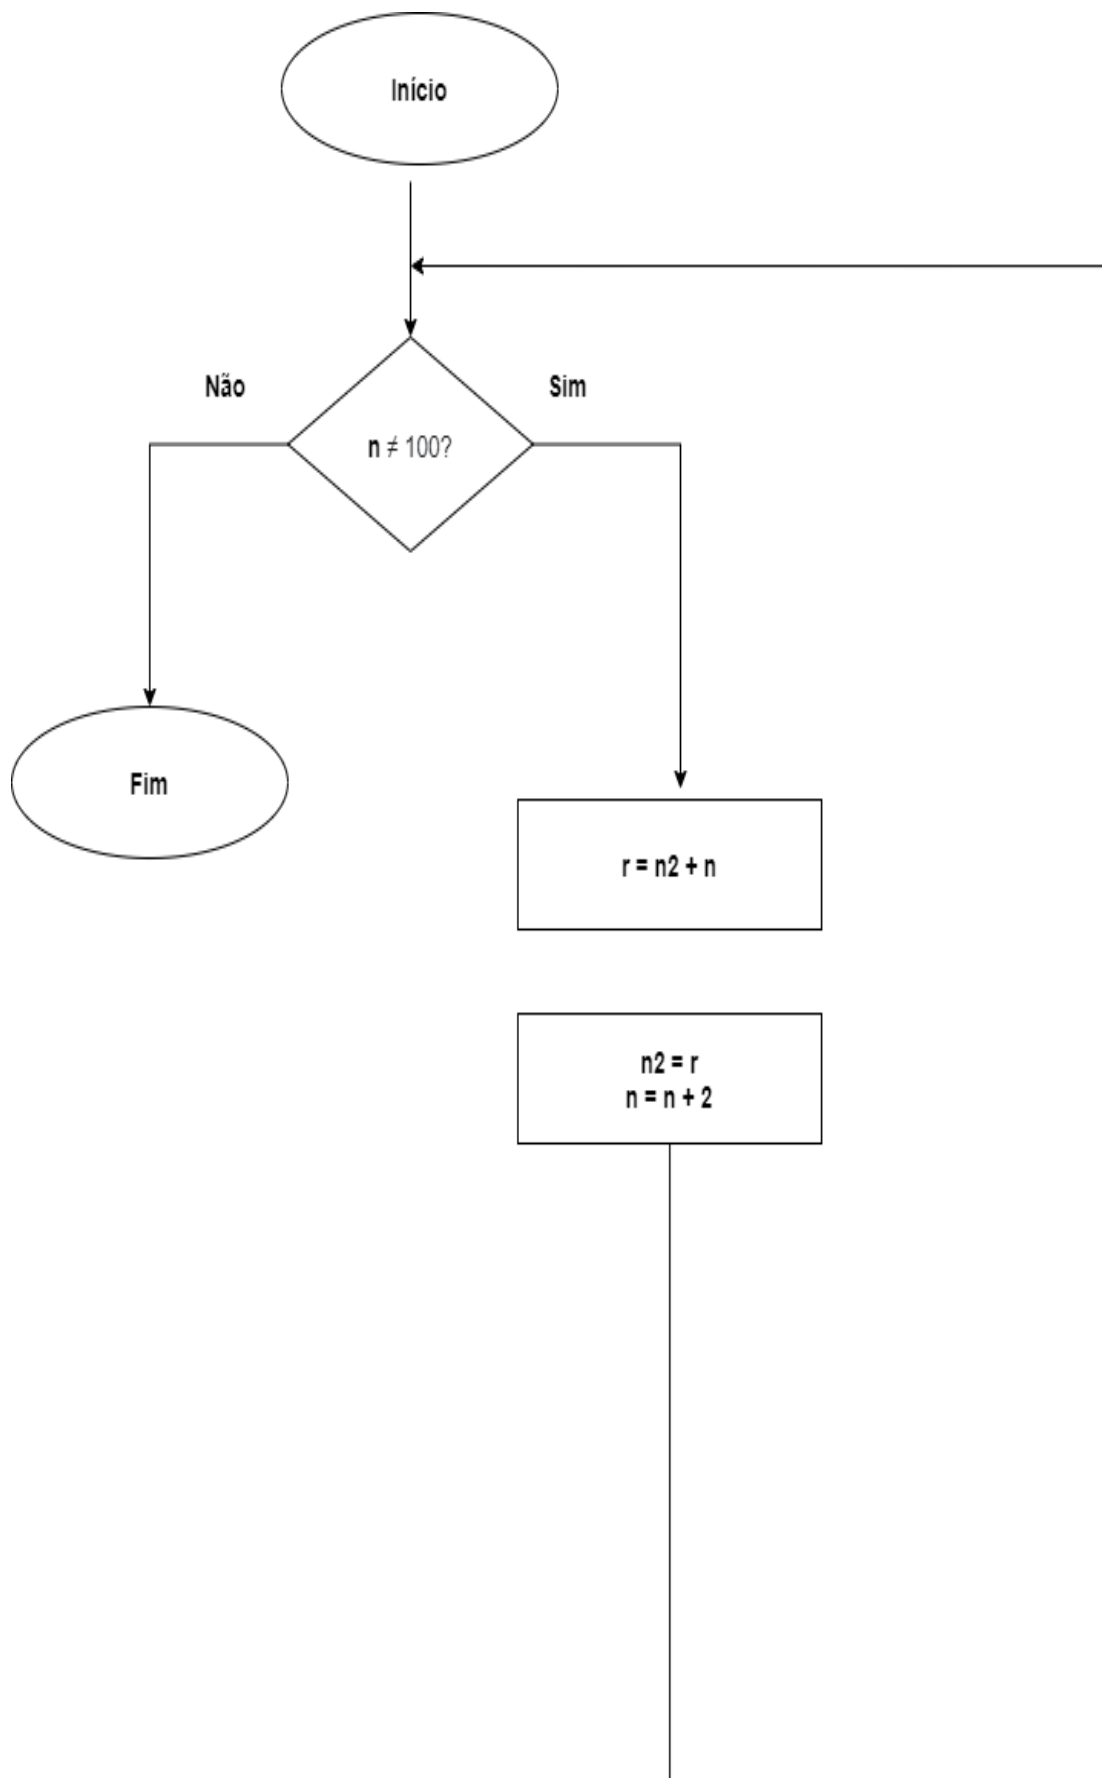 Início
Não
Sim
n ≠ 100?
Fim
r = n2 + n
n2 = r
n = n + 2